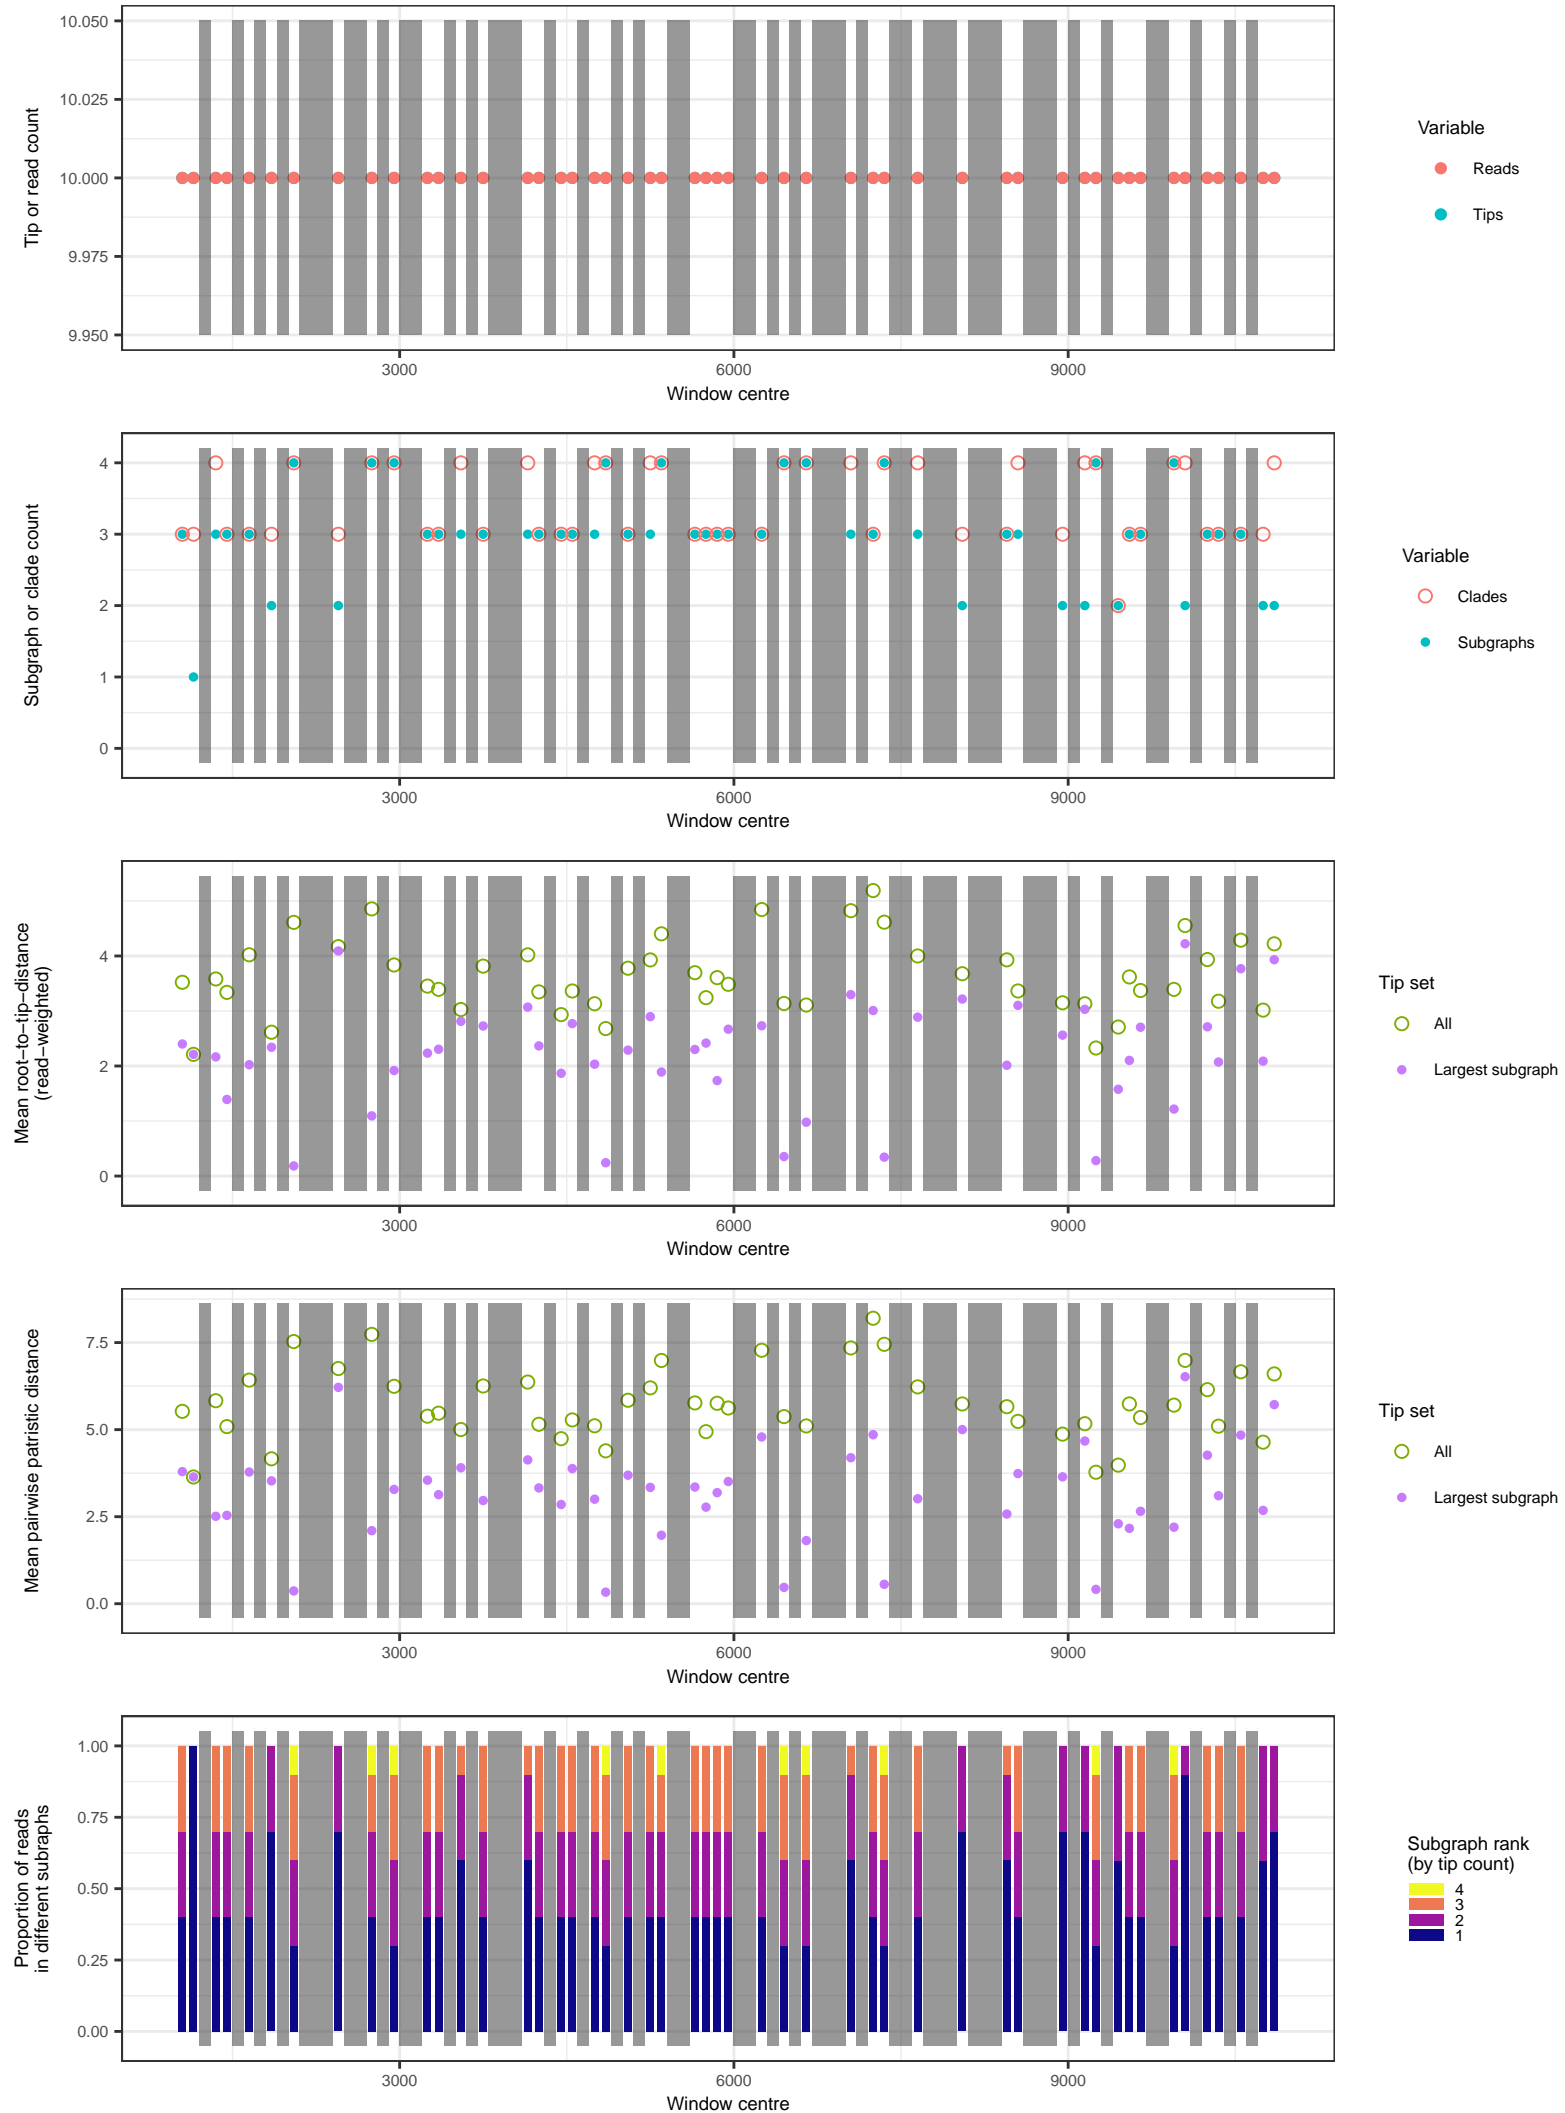 10.050
10.025
10.000
9.975
9.950
Tip or read count
3000
6000
9000
Window centre
Variable
Reads
Tips
4
3
2
1
0
Subgraph or clade count
3000
6000
9000
Window centre
Variable
Clades
Subgraphs
4
2
0
Mean root−to−tip−distance
(read−weighted)
3000
6000
9000
Window centre
Tip set
All
Largest subgraph
7.5
5.0
2.5
0.0
Mean pairwise patristic distance
3000
6000
9000
Window centre
Tip set
All
Largest subgraph
1.00
0.75
0.50
0.25
0.00
Proportion of reads
in different subraphs
3000
6000
9000
Window centre
Subgraph rank
(by tip count)
4
3
2
1